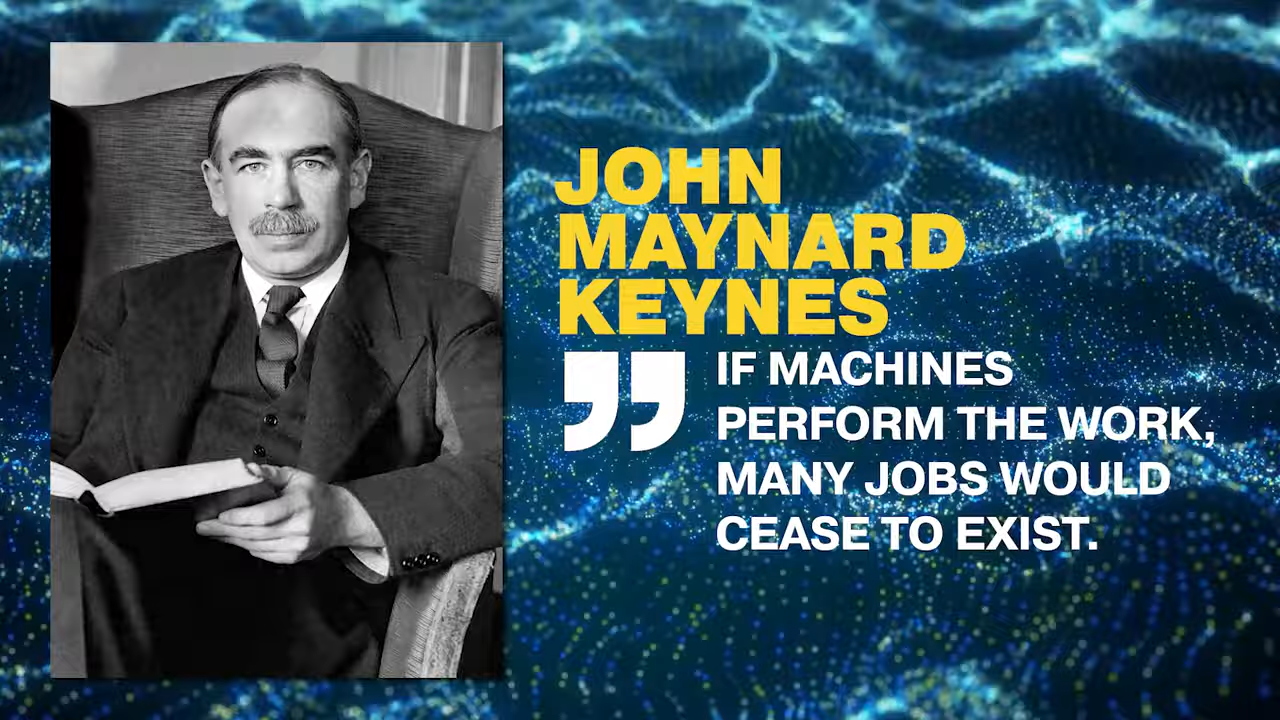 JOHN
MAYNARD
KEYNES
” IF MACHINES
PERFORM THE WORK,
MANY JOBS WOULD
CEASE TO EXIST.